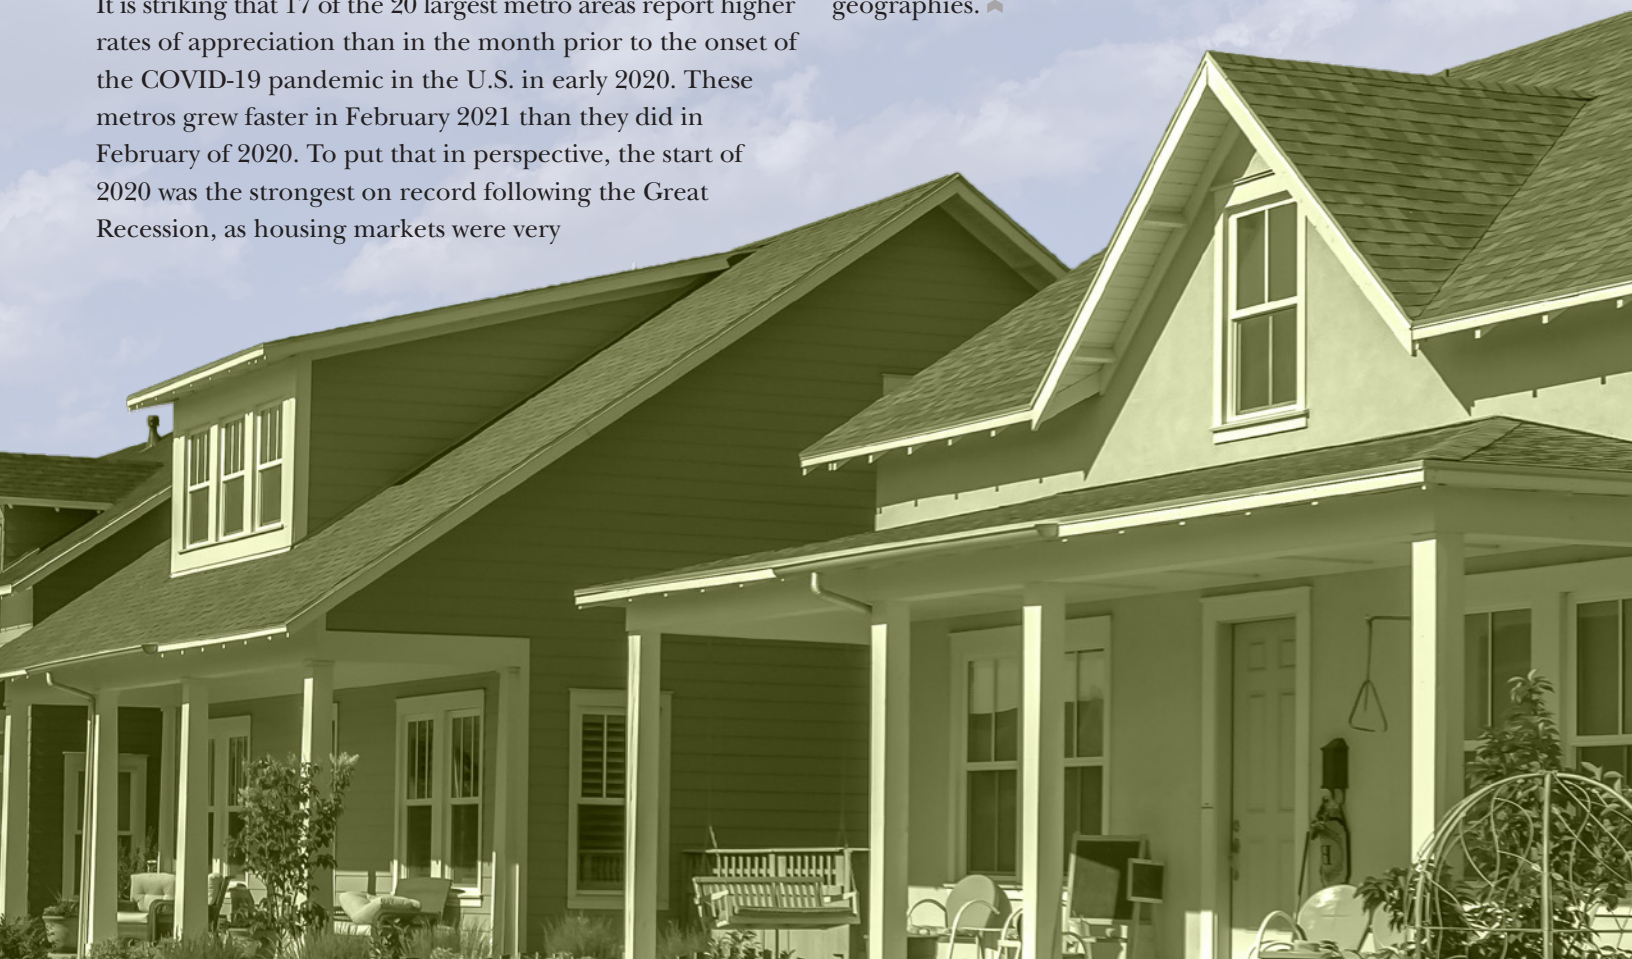 It is striking that 17 of the 20 largest metro areas report higher
rates of appreciation than in the month prior to the onset of
the COVID-19 pandemic in the U.S. in early 2020. These
metros grew faster in February 2021 than they did in
February of 2020. To put that in perspective, the start of
2020 was the strongest on record following the Great
Recession, as housing markets were very
geographies.